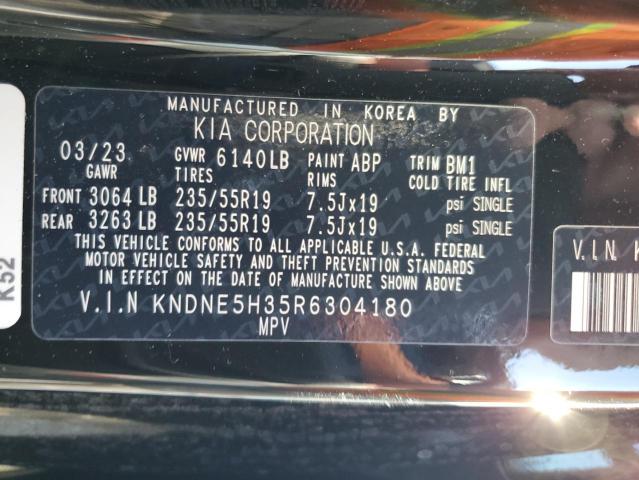 MANUFACTURED IN KOREA BY
KIA CORPORATION
03/23 GVWR 6140LB PAINT ABP TRIM BM1
GAWR TIRES RIMS COLD TIRE INFL
FRONT 3064 LB 235/55R19 7.5Jx19 psi SINGLE
REAR 3263 LB 235/55R19 7.5Jx19 psi SINGLE
THIS VEHICLE CONFORMS TO ALL APPLICABLE U.S.A. FEDERAL
MOTOR VEHICLE SAFETY AND THEFT PREVENTION STANDARDS
IN EFFECT ON THE DATE OF MANUFACTURE SHOWN ABOVE.
V.I.N KNDNE5H35R6304180
MPV
K52
V.I.N. K